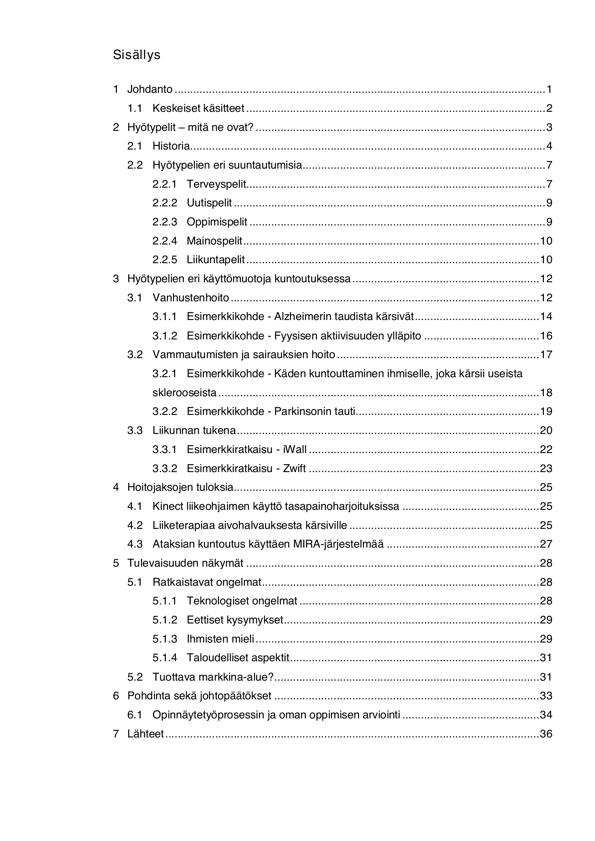 Sisällys
1 Johdanto ........ 1
1.1 Keskeiset käsitteet ........ 2
2 Hyötypelit – mitä ne ovat? ........ 3
2.1 Historia ........ 4
2.2 Hyötypelien eri suuntautumisia ........ 7
2.2.1 Terveyspelit ........ 7
2.2.2 Uutispelit ........ 9
2.2.3 Oppimispelit ........ 9
2.2.4 Mainospelit ........ 10
2.2.5 Liikuntapelit ........ 10
3 Hyötypelien eri käyttömuotoja kuntoutuksessa ........ 12
3.1 Vanhustenhoito ........ 12
3.1.1 Esimerkkikohde - Alzheimerin taudista kärsivät ........ 14
3.1.2 Esimerkkikohde - Fyysisen aktiivisuuden ylläpito ........ 16
3.2 Vammautumisten ja sairauksien hoito ........ 17
3.2.1 Esimerkkikohde - Käden kuntouttaminen ihmiselle, joka kärsii useista
sklerooseista ........ 18
3.2.2 Esimerkkikohde - Parkinsonin tauti ........ 19
3.3 Liikunnan tukena ........ 20
3.3.1 Esimerkkiratkaisu - iWall ........ 22
3.3.2 Esimerkkiratkaisu - Zwift ........ 23
4 Hoitojaksojen tuloksia ........ 25
4.1 Kinect liikeohjaimen käyttö tasapainoharjoituksissa ........ 25
4.2 Liiketerapiaa aivohalvauksesta kärsiville ........ 25
4.3 Ataksian kuntoutus käyttäen MIRA-järjestelmää ........ 27
5 Tulevaisuuden näkymät ........ 28
5.1 Ratkaistavat ongelmat ........ 28
5.1.1 Teknologiset ongelmat ........ 28
5.1.2 Eettiset kysymykset ........ 29
5.1.3 Ihmisten mieli ........ 29
5.1.4 Taloudelliset aspektit ........ 31
5.2 Tuottava markkina-alue? ........ 31
6 Pohdinta sekä johtopäätökset ........ 33
6.1 Opinnäytetyöprosessin ja oman oppimisen arviointi ........ 34
7 Lähteet ........ 36